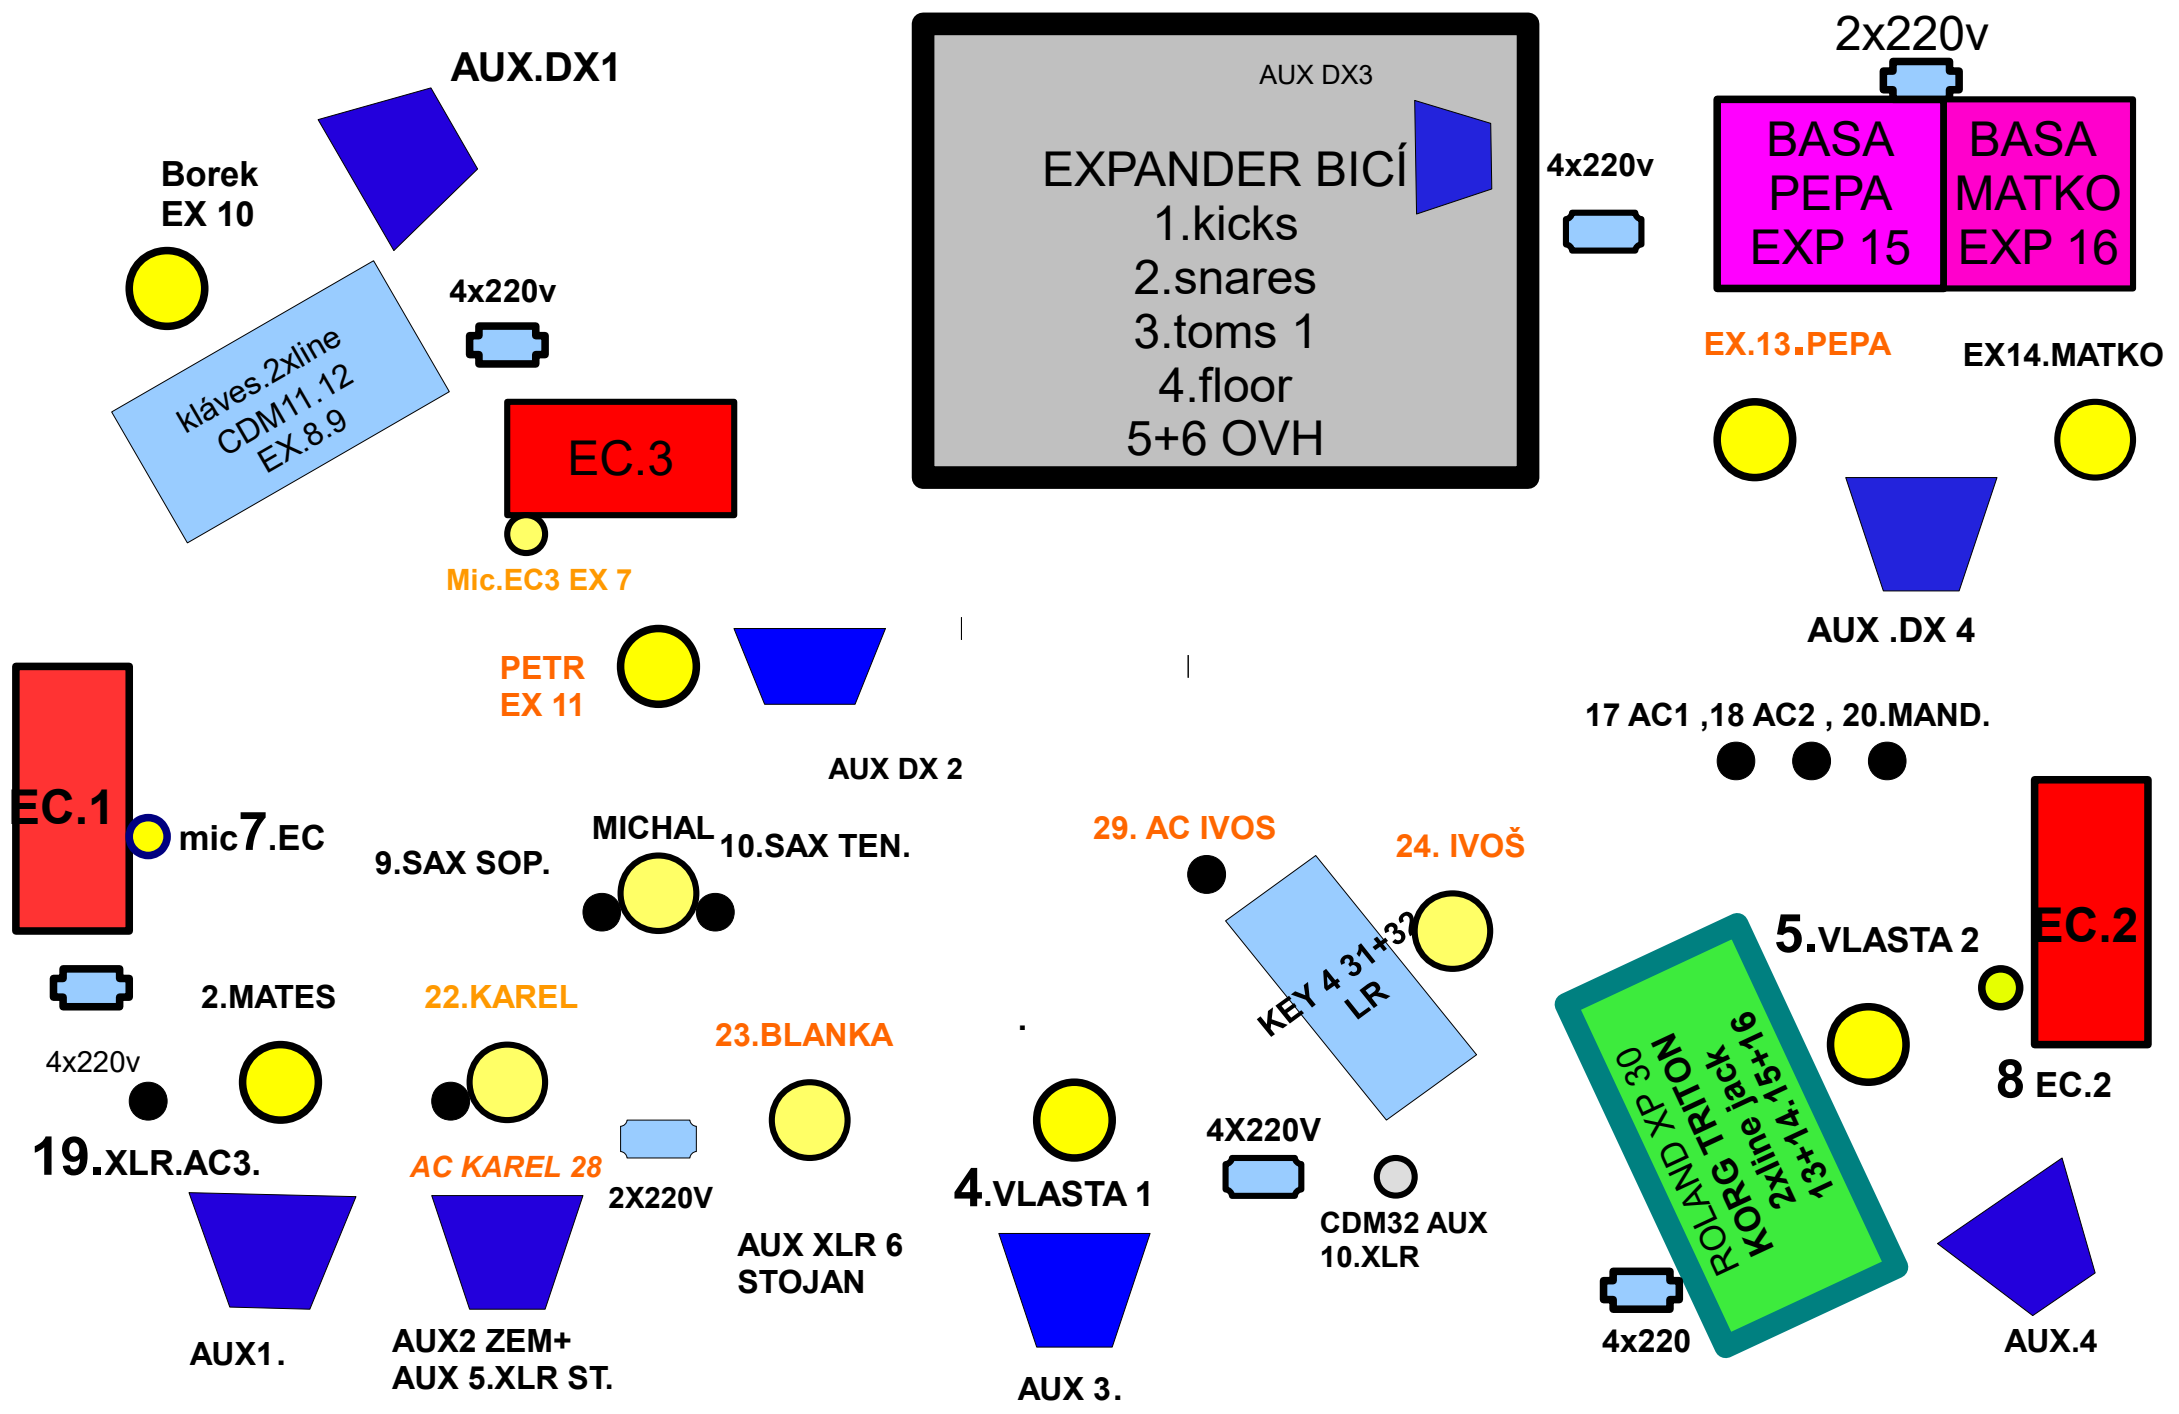 2x220v
AUX.DX1
AUX DX3
Borek
EX 10
EXPANDER BICÍ
1.kicks
2.snares
3.toms 1
4.floor
5+6 OVH
4x220v
BASA
PEPA
EXP 15
BASA
MATKO
EXP 16
4x220v
kláves.2xline
CDM11.12
EX.8.9
EC.3
EX.13.PEPA
EX14.MATKO
Mic.EC3 EX 7
PETR
EX 11
AUX .DX 4
AUX DX 2
17 AC1 ,18 AC2 , 20.MAND.
EC.1
mic7.EC
9.SAX SOP.
MICHAL
10.SAX TEN.
29. AC IVOS
24. IVOŠ
KEY 4 31+32
LR
5.VLASTA 2
EC.2
2.MATES
22.KAREL
23.BLANKA
.
4x220v
8 EC.2
19.XLR.AC3.
AC KAREL 28
2X220V
4.VLASTA 1
4X220V
CDM32 AUX
10.XLR
ROLAND XP 30
KORG TRITON
2xliine jack
13+14.15+16
AUX XLR 6
STOJAN
AUX1.
AUX2 ZEM+
AUX 5.XLR ST.
AUX 3.
4x220
AUX.4